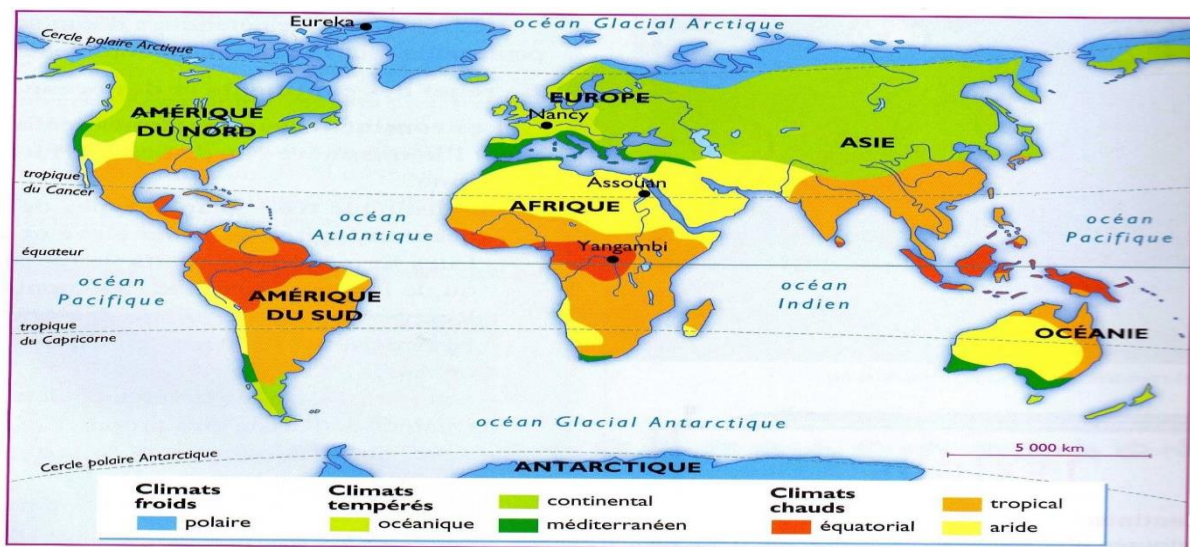 Eureka
océan Glacial Arctique
Cercle polaire Arctique
AMÉRIQUE
DU NORD
EUROPE
Nancy
ASIE
tropique
du Cancer
Assouan
AFRIQUE
océan
Atlantique
océan
Pacifique
équateur
Yangambi
océan
Pacifique
AMÉRIQUE
DU SUD
océan
Indien
tropique
du Capricorne
OCÉANIE
océan Glacial Antarctique
5 000 km
Cercle polaire Antarctique
ANTARCTIQUE
Climats
froids
polaire
Climats
tempérés
océanique
continental
méditerranéen
Climats
chauds
équatorial
tropical
aride